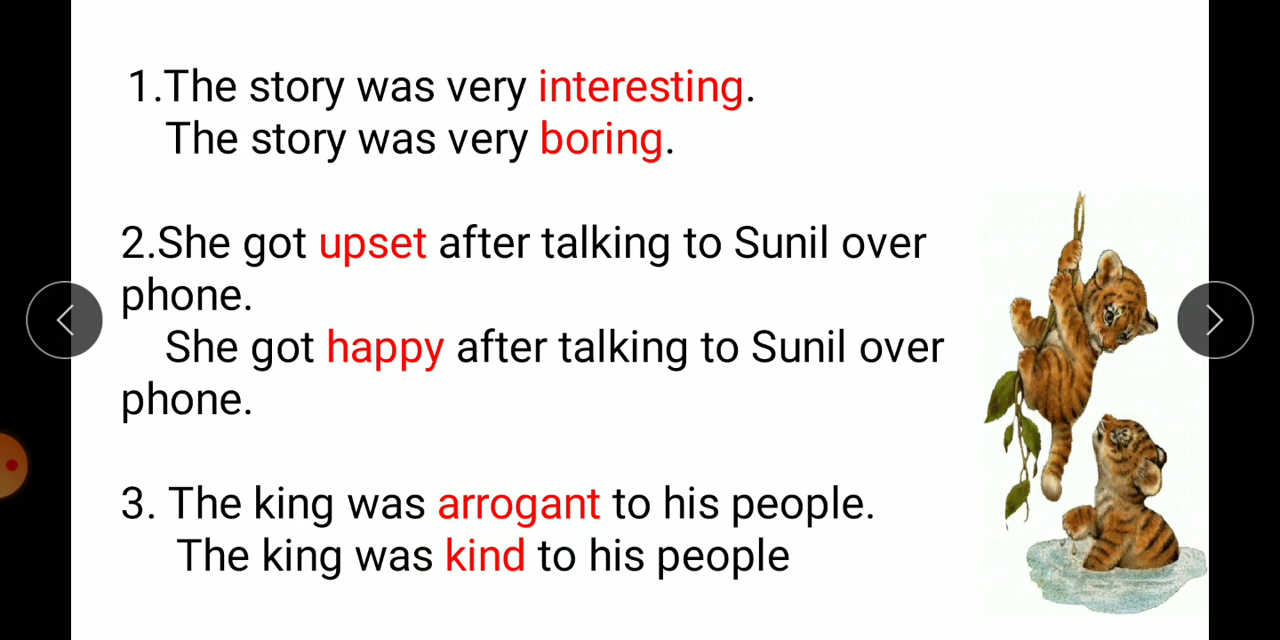 1.The story was very interesting.
The story was very boring.
2.She got upset after talking to Sunil over
phone.
She got happy after talking to Sunil over
phone.
3. The king was arrogant to his people.
The king was kind to his people